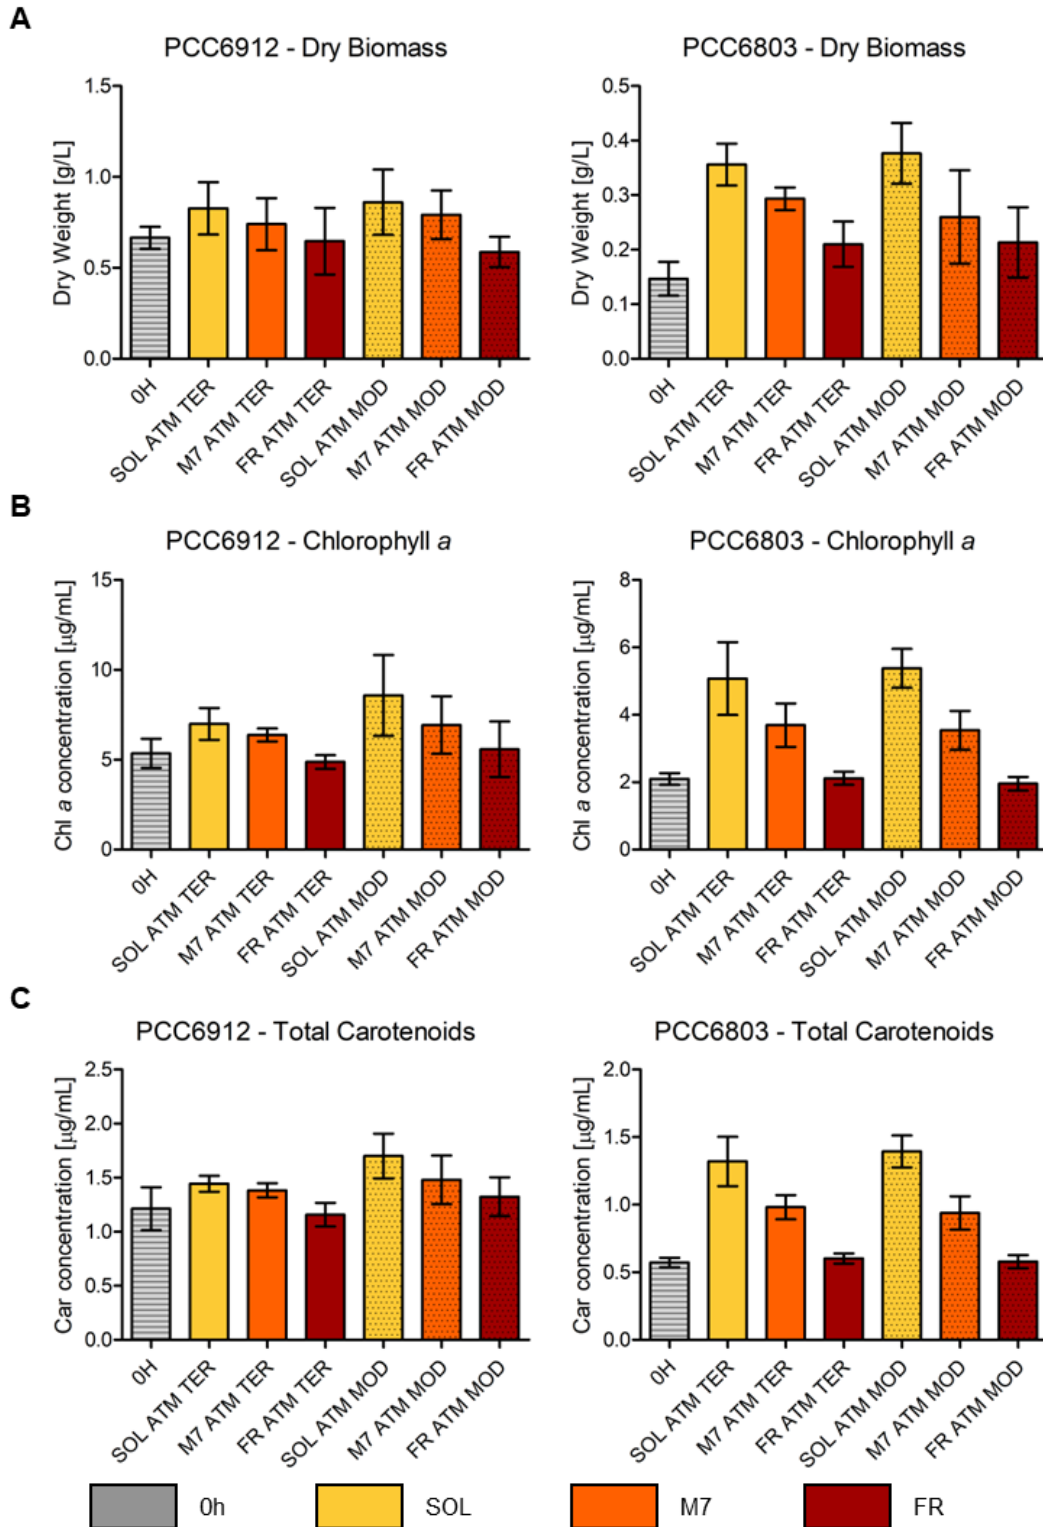 A
PCC6912 - Dry Biomass
Dry Weight [g/L]
1.5
1.0
0.5
0.0
0H
SOL ATM TER
M7 ATM TER
FR ATM TER
SOL ATM MOD
M7 ATM MOD
FR ATM MOD
PCC6803 - Dry Biomass
Dry Weight [g/L]
0.5
0.4
0.3
0.2
0.1
0.0
0H
SOL ATM TER
M7 ATM TER
FR ATM TER
SOL ATM MOD
M7 ATM MOD
FR ATM MOD
B
PCC6912 - Chlorophyll a
Chl a concentration [µg/mL]
15
10
5
0
0H
SOL ATM TER
M7 ATM TER
FR ATM TER
SOL ATM MOD
M7 ATM MOD
FR ATM MOD
PCC6803 - Chlorophyll a
Chl a concentration [µg/mL]
8
6
4
2
0
0H
SOL ATM TER
M7 ATM TER
FR ATM TER
SOL ATM MOD
M7 ATM MOD
FR ATM MOD
C
PCC6912 - Total Carotenoids
Car concentration [µg/mL]
2.5
2.0
1.5
1.0
0.5
0.0
0H
SOL ATM TER
M7 ATM TER
FR ATM TER
SOL ATM MOD
M7 ATM MOD
FR ATM MOD
PCC6803 - Total Carotenoids
Car concentration [µg/mL]
2.0
1.5
1.0
0.5
0.0
0H
SOL ATM TER
M7 ATM TER
FR ATM TER
SOL ATM MOD
M7 ATM MOD
FR ATM MOD
0h
SOL
M7
FR